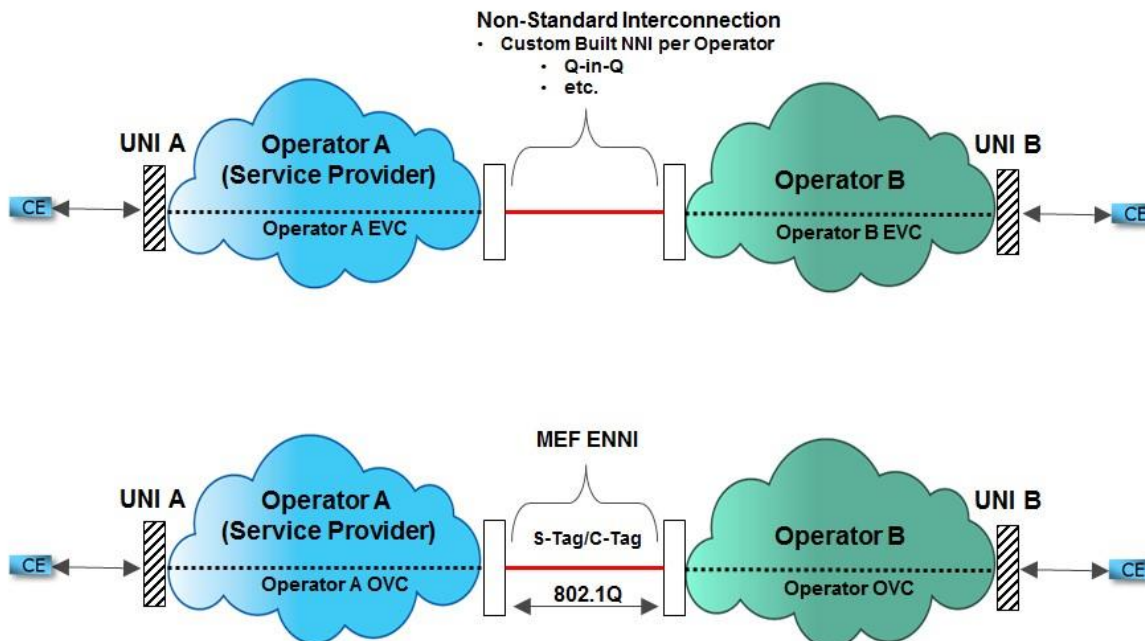 Non-Standard Interconnection
• Custom Built NNI per Operator
• Q-in-Q
• etc.
UNI A
Operator A
(Service Provider)
Operator B
UNI B
CE
CE
Operator A EVC
Operator B EVC
MEF ENNI
UNI A
Operator A
(Service Provider)
Operator B
UNI B
S-Tag/C-Tag
CE
CE
Operator A OVC
802.1Q
Operator OVC